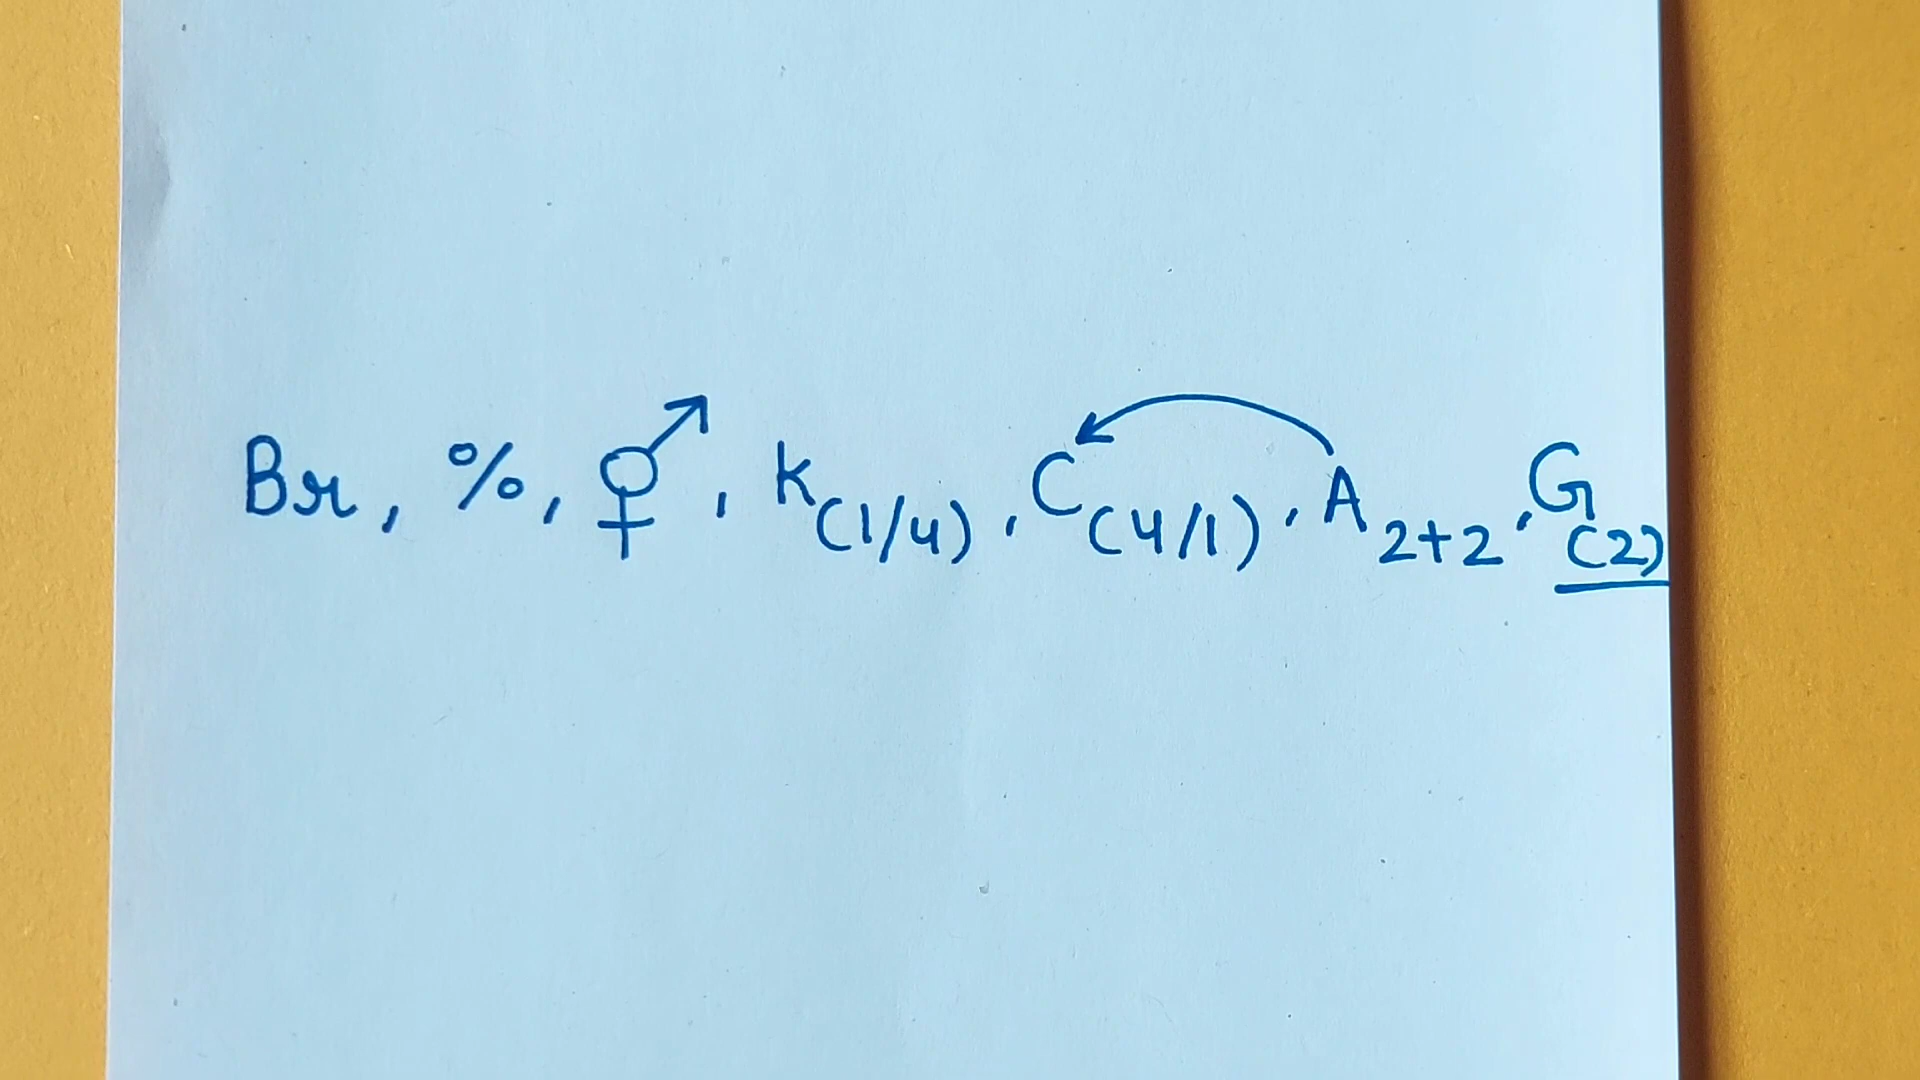 Br, %, ⚥, K(1/4), C(4/1), A2+2, G(2)